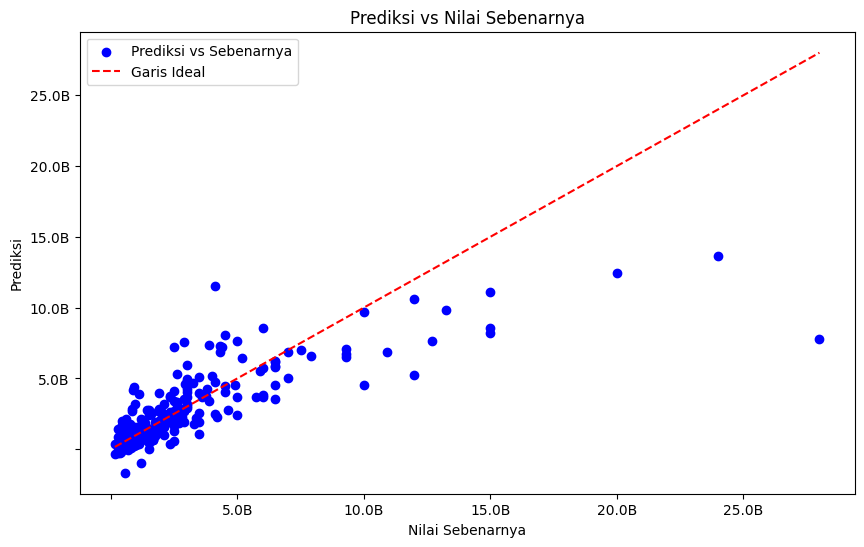 Prediksi vs Nilai Sebenarnya
Prediksi vs Sebenarnya
Garis Ideal
Prediksi
25.0B
20.0B
15.0B
10.0B
5.0B
5.0B
10.0B
15.0B
20.0B
25.0B
Nilai Sebenarnya